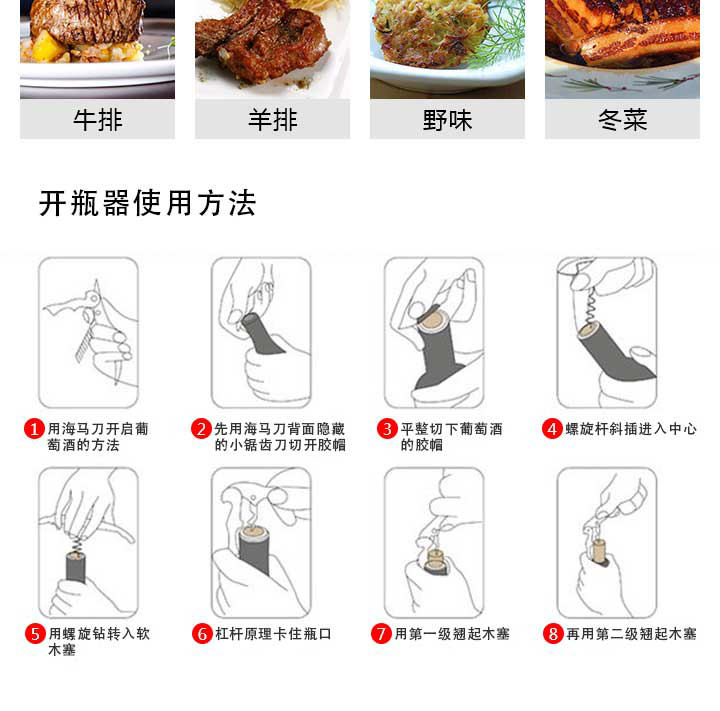 牛排
羊排
野味
冬菜
开瓶器使用方法
1 用海马刀开启葡
萄酒的方法
2 先用海马刀背面隐藏
的小锯齿刀切开胶帽
3 平整切下葡萄酒
的胶帽
4 螺旋杆斜插进入中心
5 用螺旋钻转入软
木塞
6 杠杆原理卡住瓶口
7 用第一级翘起木塞
8 再用第二级翘起木塞